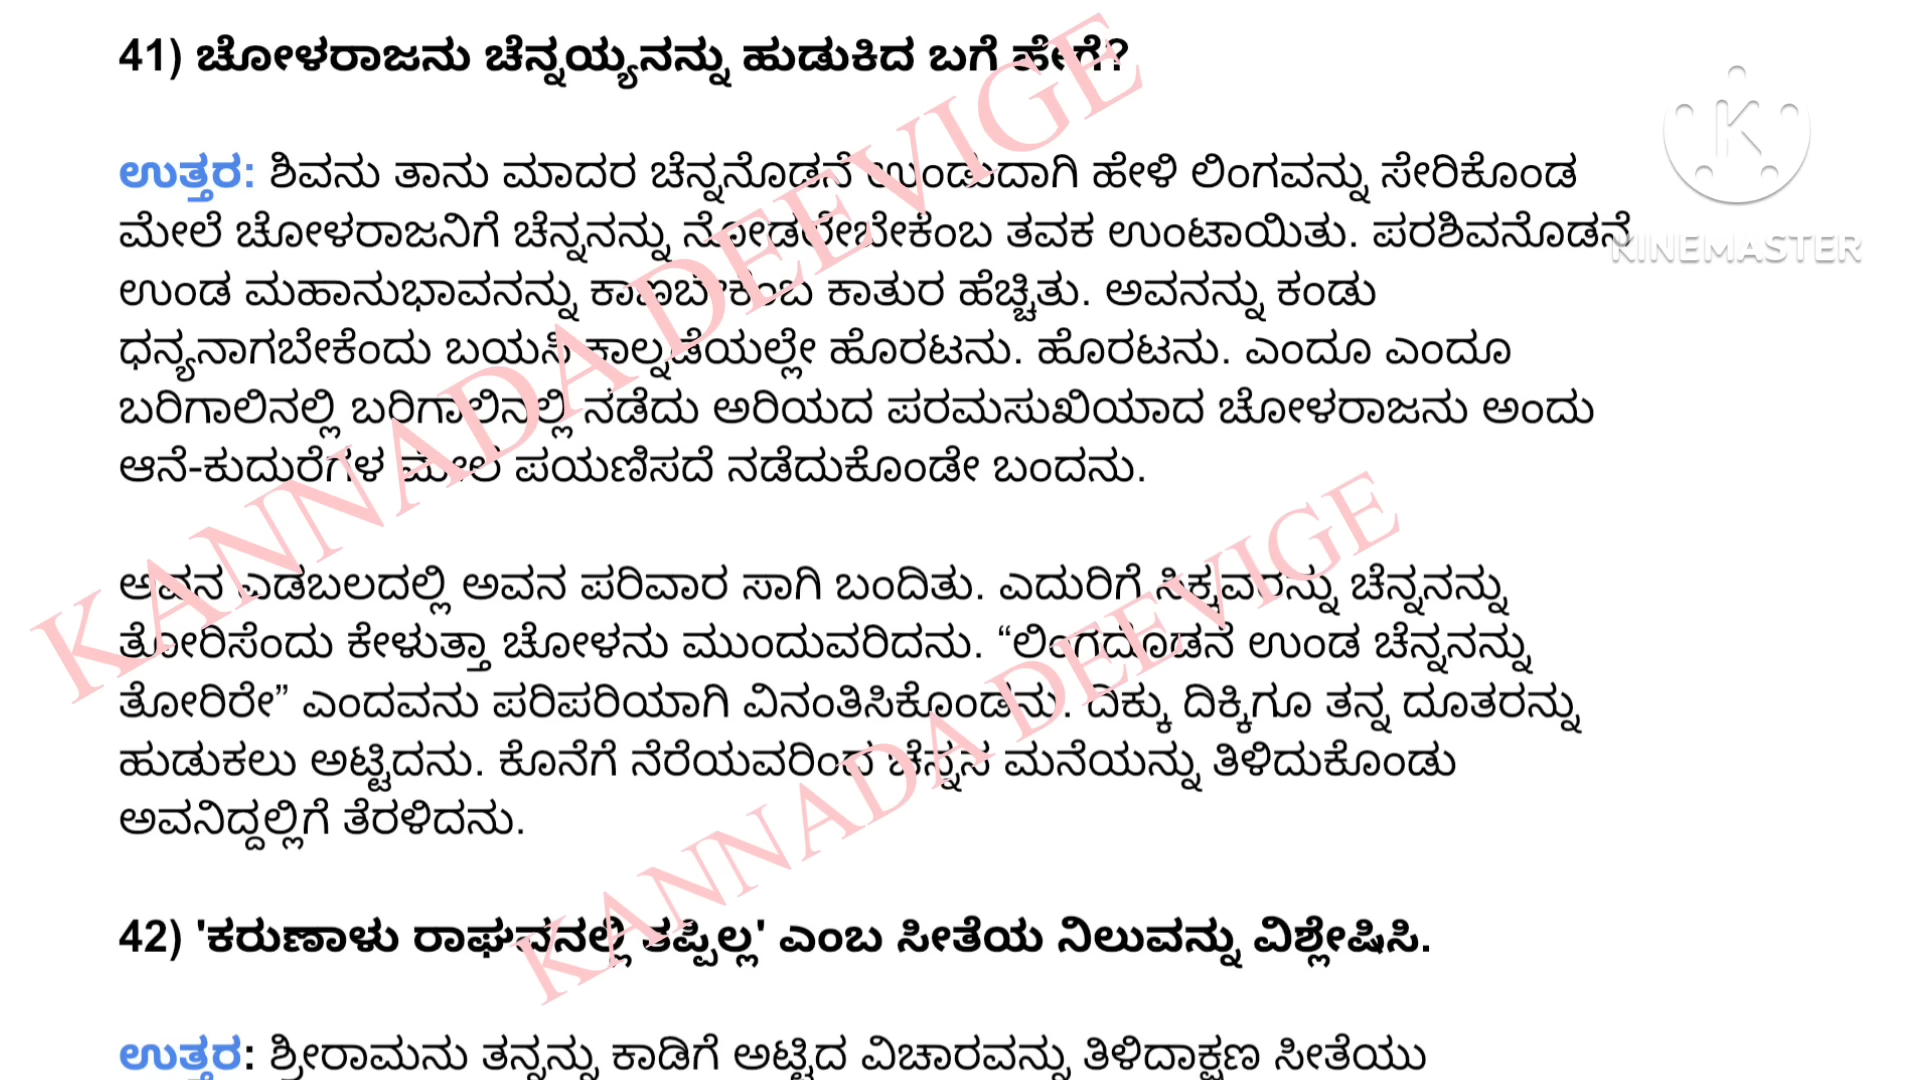 41) ಚೋಳರಾಜನು ಚೆನ್ನಯ್ಯನನ್ನು ಹುಡುಕಿದ ಬಗೆ ಹೇಗೆ?
ಉತ್ತರ: ಶಿವನು ತಾನು ಮಾದರ ಚೆನ್ನನೊಡನೆ ಉಂಡುದಾಗಿ ಹೇಳಿ ಲಿಂಗವನ್ನು ಸೇರಿಕೊಂಡ
ಮೇಲೆ ಚೋಳರಾಜನಿಗೆ ಚೆನ್ನನನ್ನು ನೋಡಲೇಬೇಕೆಂಬ ತವಕ ಉಂಟಾಯಿತು. ಪರಶಿವನೊಡನೆ
ಉಂಡ ಮಹಾನುಭಾವನನ್ನು ಕಾಣಬೇಕೆಂಬ ಕಾತುರ ಹೆಚ್ಚಿತು. ಅವನನ್ನು ಕಂಡು
ಧನ್ಯನಾಗಬೇಕೆಂದು ಬಯಸಿ ಕಾಲ್ನಡೆಯಲ್ಲೇ ಹೊರಟನು. ಹೊರಟನು. ಎಂದೂ ಎಂದೂ
ಬರಿಗಾಲಿನಲ್ಲಿ ಬರಿಗಾಲಿನಲ್ಲಿ ನಡೆದು ಅರಿಯದ ಪರಮಸುಖಿಯಾದ ಚೋಳರಾಜನು ಅಂದು
ಆನೆ-ಕುದುರೆಗಳ ಮೇಲೆ ಪಯಣಿಸದೆ ನಡೆದುಕೊಂಡೇ ಬಂದನು.
ಅವನ ಎಡಬಲದಲ್ಲಿ ಅವನ ಪರಿವಾರ ಸಾಗಿ ಬಂದಿತು. ಎದುರಿಗೆ ಸಿಕ್ಕವರನ್ನು ಚೆನ್ನನನ್ನು
ತೋರಿಸೆಂದು ಕೇಳುತ್ತಾ ಚೋಳನು ಮುಂದುವರಿದನು. “ಲಿಂಗದೊಡನೆ ಉಂಡ ಚೆನ್ನನನ್ನು
ತೋರಿರೇ” ಎಂದವನು ಪರಿಪರಿಯಾಗಿ ವಿನಂತಿಸಿಕೊಂಡನು. ದಿಕ್ಕು ದಿಕ್ಕಿಗೂ ತನ್ನ ದೂತರನ್ನು
ಹುಡುಕಲು ಅಟ್ಟಿದನು. ಕೊನೆಗೆ ನೆರೆಯವರಿಂದ ಚೆನ್ನನ ಮನೆಯನ್ನು ತಿಳಿದುಕೊಂಡು
ಅವನಿದ್ದಲ್ಲಿಗೆ ತೆರಳಿದನು.
42) 'ಕರುಣಾಳು ರಾಘವನಲ್ಲಿ ತಪ್ಪಿಲ್ಲ' ಎಂಬ ಸೀತೆಯ ನಿಲುವನ್ನು ವಿಶ್ಲೇಷಿಸಿ.
ಉತ್ತರ: ಶ್ರೀರಾಮನು ತನ್ನನ್ನು ಕಾಡಿಗೆ ಅಟ್ಟಿದ ವಿಚಾರವನ್ನು ತಿಳಿದಾಕ್ಷಣ ಸೀತೆಯು
KANNADA DEEVIGE
KANNADA DEEVIGE
K
KINEMASTER